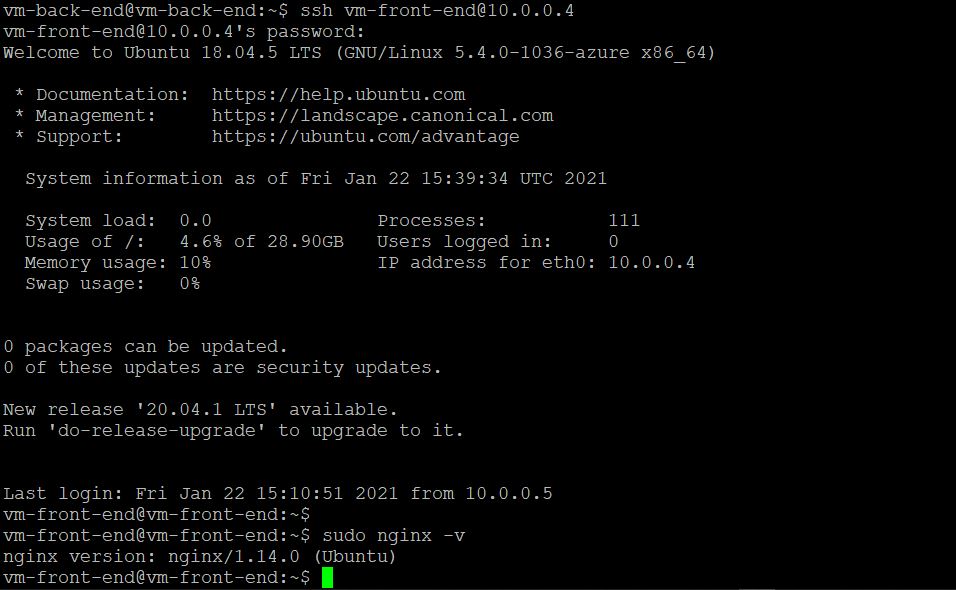 vm-back-end@vm-back-end:~$ ssh vm-front-end@10.0.0.4
vm-front-end@10.0.0.4's password:
Welcome to Ubuntu 18.04.5 LTS (GNU/Linux 5.4.0-1036-azure x86_64)
* Documentation:  https://help.ubuntu.com
* Management:     https://landscape.canonical.com
* Support:        https://ubuntu.com/advantage
System information as of Fri Jan 22 15:39:34 UTC 2021
System load:  0.0               Processes:           111
Usage of /:   4.6% of 28.90GB   Users logged in:     0
Memory usage: 10%               IP address for eth0: 10.0.0.4
Swap usage:   0%
0 packages can be updated.
0 of these updates are security updates.
New release '20.04.1 LTS' available.
Run 'do-release-upgrade' to upgrade to it.
Last login: Fri Jan 22 15:10:51 2021 from 10.0.0.5
vm-front-end@vm-front-end:~$
vm-front-end@vm-front-end:~$ sudo nginx -v
nginx version: nginx/1.14.0 (Ubuntu)
vm-front-end@vm-front-end:~$